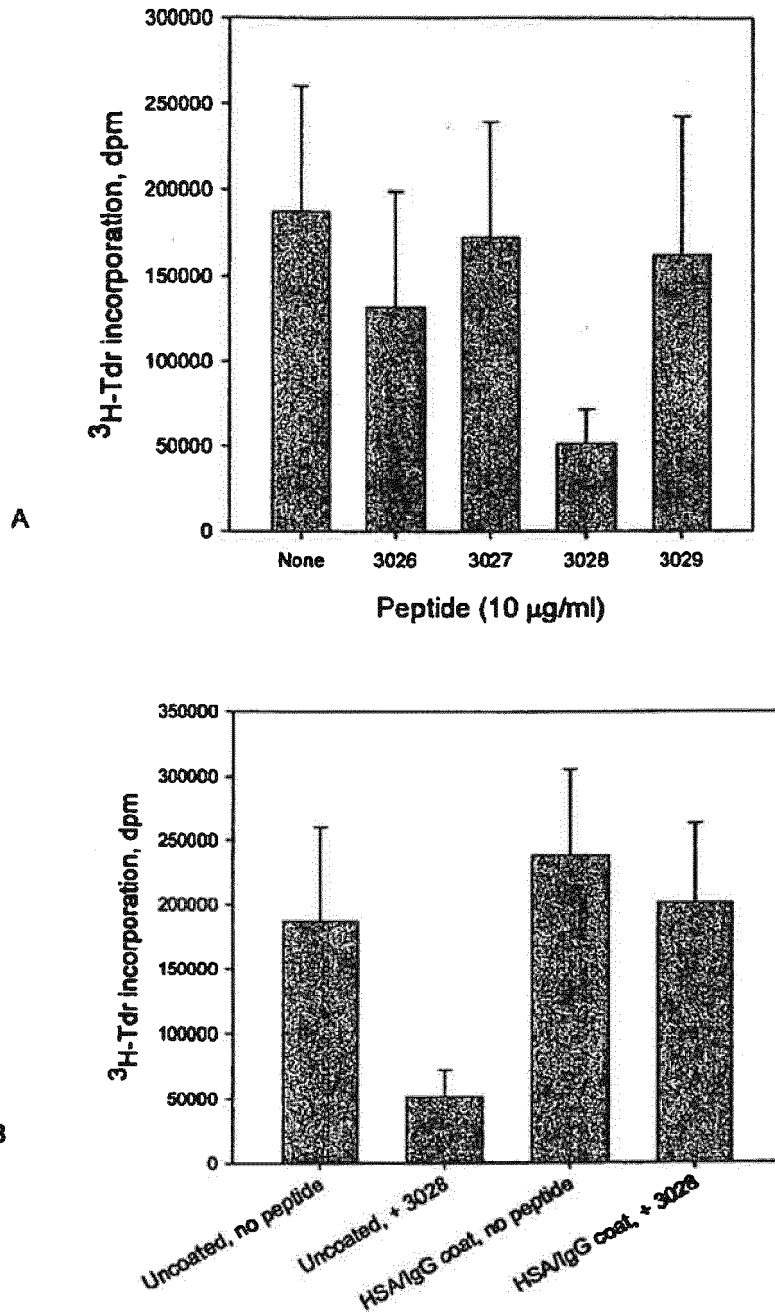 300000
250000
200000
150000
100000
50000
0
³H-Tdr incorporation, dpm
None 3026 3027 3028 3029
Peptide (10 µg/ml)
A
350000
300000
250000
200000
150000
100000
50000
0
³H-Tdr incorporation, dpm
Uncoated, no peptide
Uncoated, + 3028
HSA/IgG coat, no peptide
HSA/IgG coat, + 3028
B